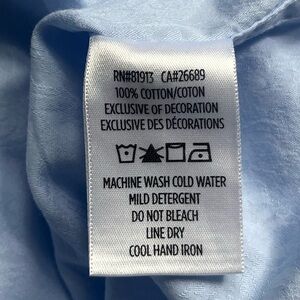 RN#81913 CA#26689
100% COTTON/COTON
EXCLUSIVE OF DECORATION
EXCLUSIVE DES DÉCORATIONS
MACHINE WASH COLD WATER
MILD DETERGENT
DO NOT BLEACH
LINE DRY
COOL HAND IRON